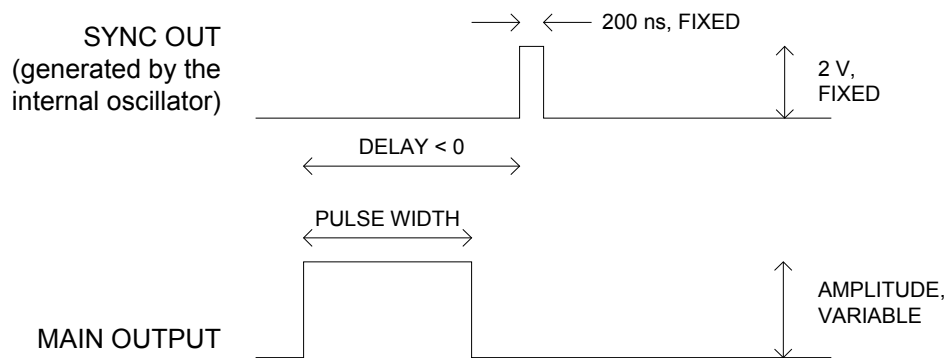 200 ns, FIXED
SYNC OUT
(generated by the
internal oscillator)
2 V,
FIXED
DELAY < 0
PULSE WIDTH
AMPLITUDE,
VARIABLE
MAIN OUTPUT